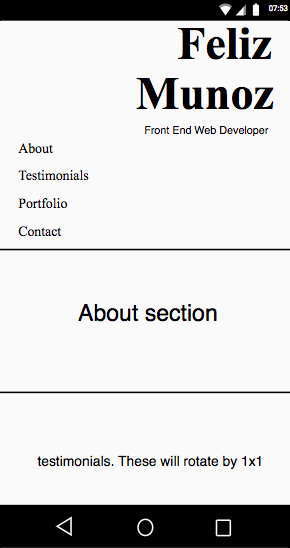 07:53
Feliz
Munoz
Front End Web Developer
About
Testimonials
Portfolio
Contact
About section
testimonials. These will rotate by 1x1